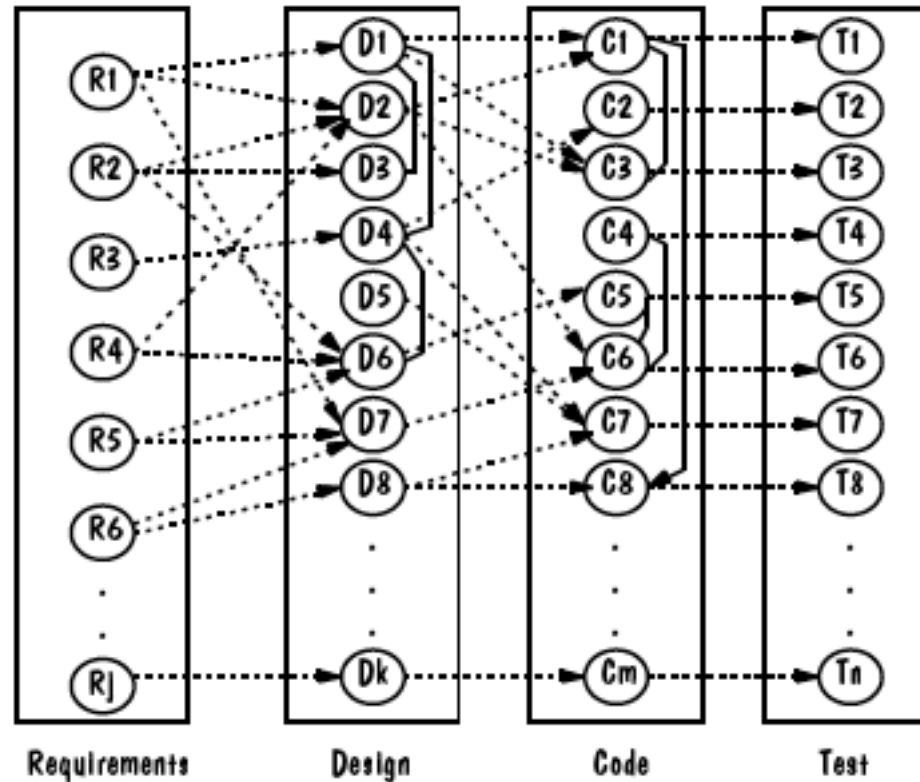 R1
R2
R3
R4
R5
R6
Rj
Requirements
D1
D2
D3
D4
D5
D6
D7
D8
Dk
Design
C1
C2
C3
C4
C5
C6
C7
C8
Cm
Code
T1
T2
T3
T4
T5
T6
T7
T8
Tn
Test